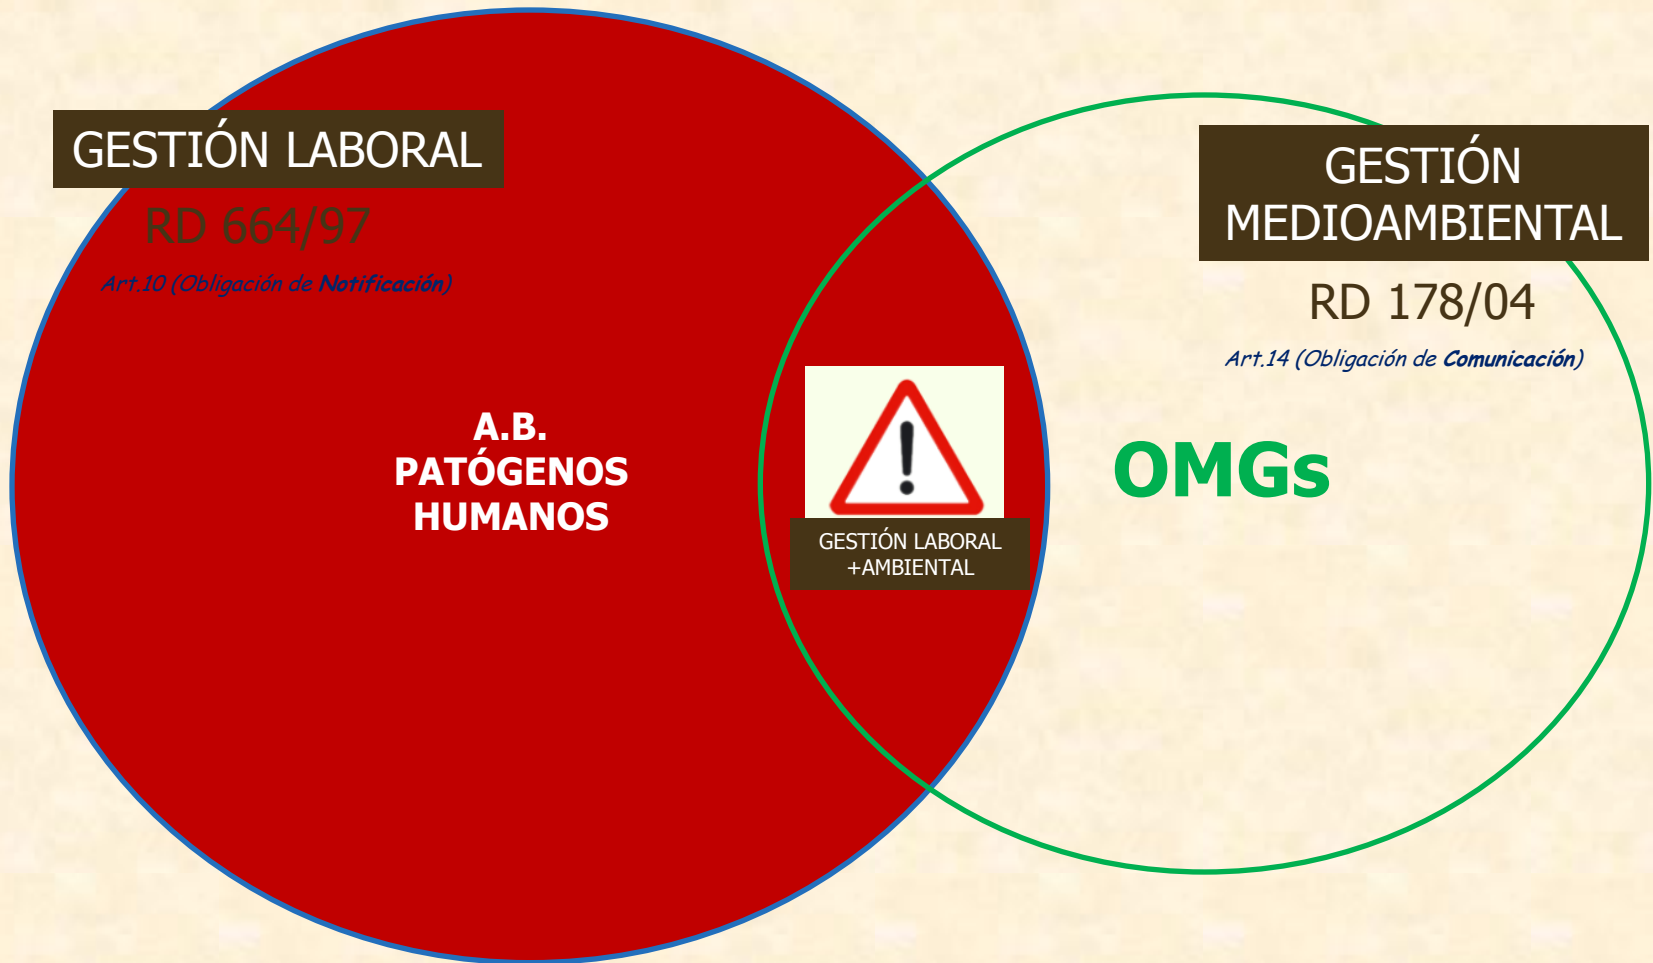 GESTIÓN LABORAL
RD 664/97
Art.10 (Obligación de Notificación)
A.B.
PATÓGENOS
HUMANOS
GESTIÓN LABORAL
+AMBIENTAL
GESTIÓN
MEDIOAMBIENTAL
RD 178/04
Art.14 (Obligación de Comunicación)
OMGs